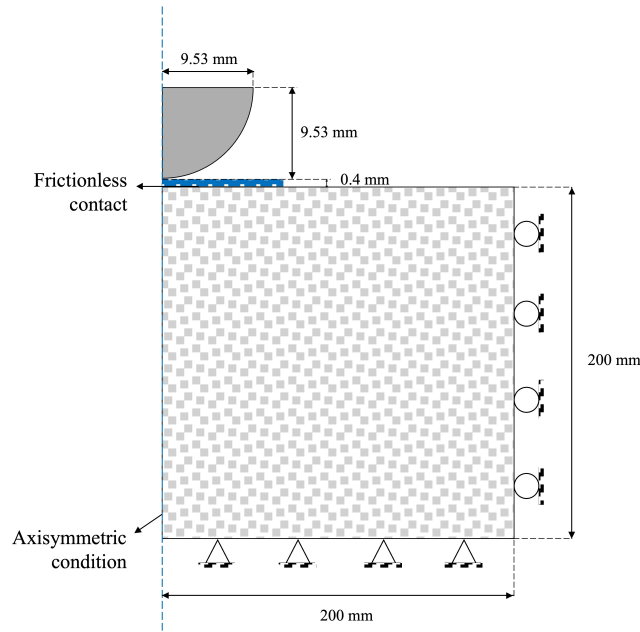 9.53 mm
9.53 mm
0.4 mm
Frictionless
contact
200 mm
Axisymmetric
condition
200 mm